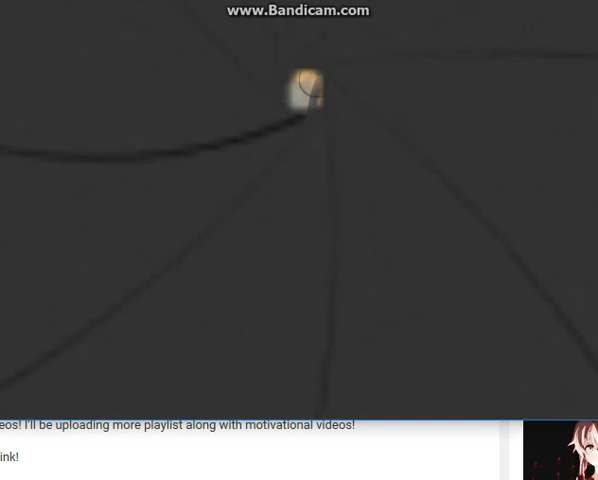 www.Bandicam.com
eos! I'll be uploading more playlist along with motivational videos!
ink!